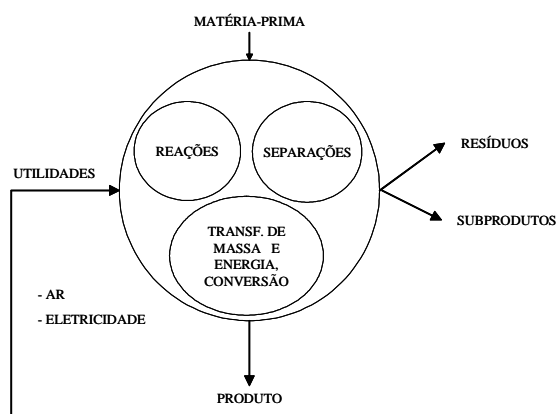 MATÉRIA-PRIMA
REAÇÕES
SEPARAÇÕES
RESÍDUOS
UTILIDADES
SUBPRODUTOS
TRANSF. DE
MASSA E
ENERGIA,
CONVERSÃO
- AR
- ELETRICIDADE
PRODUTO